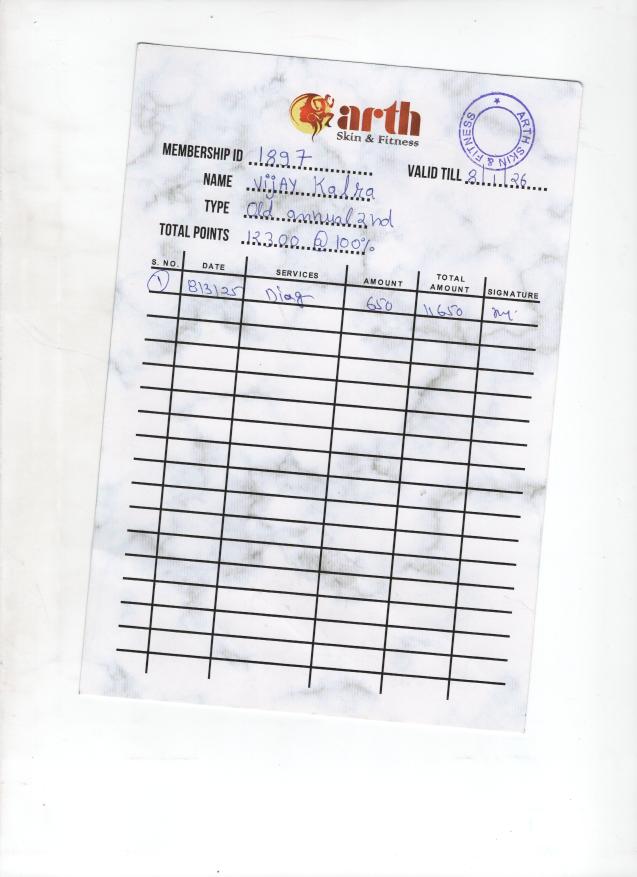 arth
Skin & Fitness
ARTH SKIN & FITNESS
MEMBERSHIP ID 1897
VALID TILL 8/1/26
NAME Vijay Kalra
TYPE Old annual 2nd
TOTAL POINTS 12300 @ 100%
S. NO. DATE SERVICES AMOUNT TOTAL AMOUNT SIGNATURE
1 8/3/25 Diag 650 11650